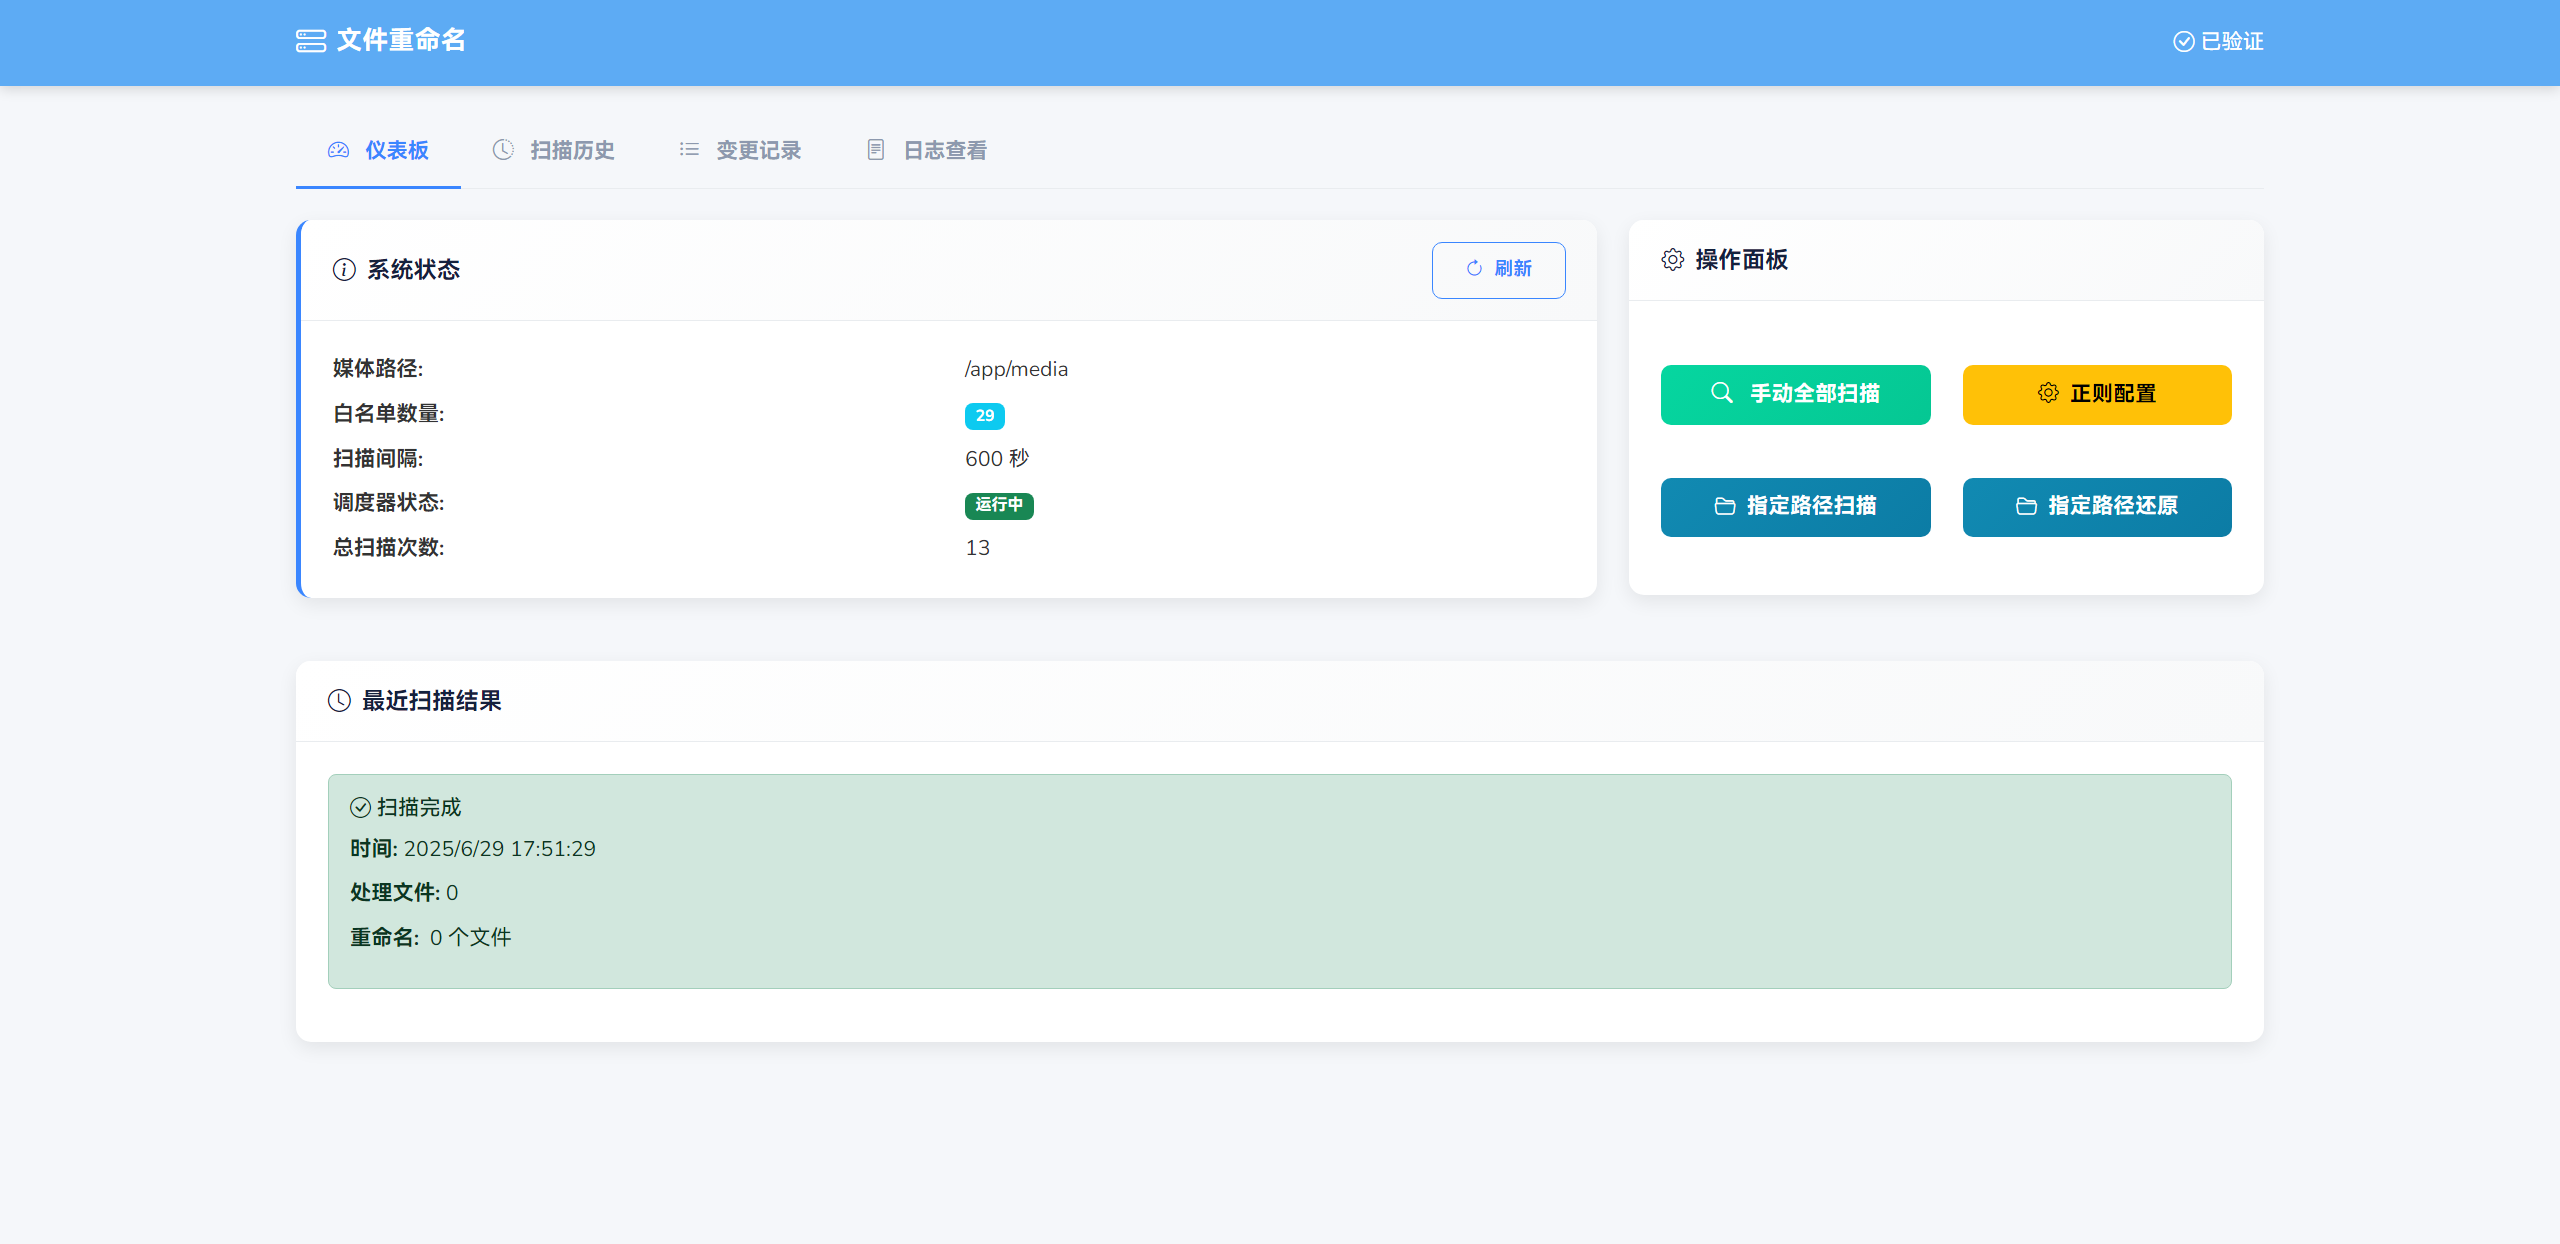 文件重命名
已验证
仪表板 扫描历史 变更记录 日志查看
系统状态
刷新
媒体路径: /app/media
白名单数量: 29
扫描间隔: 600 秒
调度器状态: 运行中
总扫描次数: 13
操作面板
手动全部扫描 正则配置
指定路径扫描 指定路径还原
最近扫描结果
扫描完成
时间: 2025/6/29 17:51:29
处理文件: 0
重命名: 0 个文件